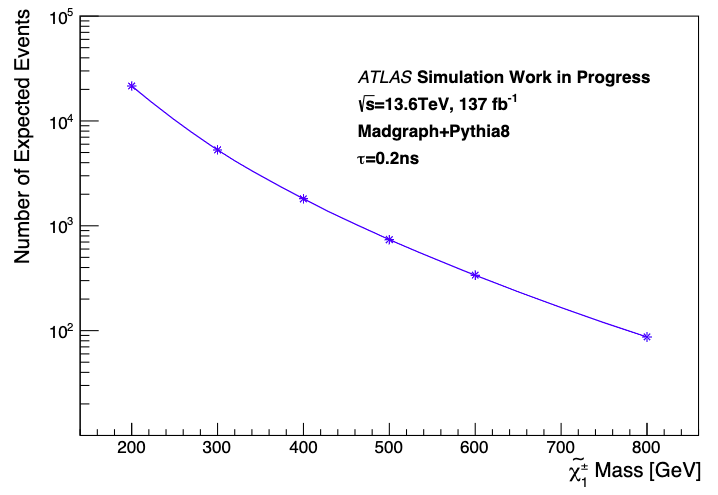 Number of Expected Events
10⁵
10⁴
10³
10²
ATLAS Simulation Work in Progress
√s=13.6TeV, 137 fb⁻¹
Madgraph+Pythia8
τ=0.2ns
200 300 400 500 600 700 800
χ̃₁± Mass [GeV]